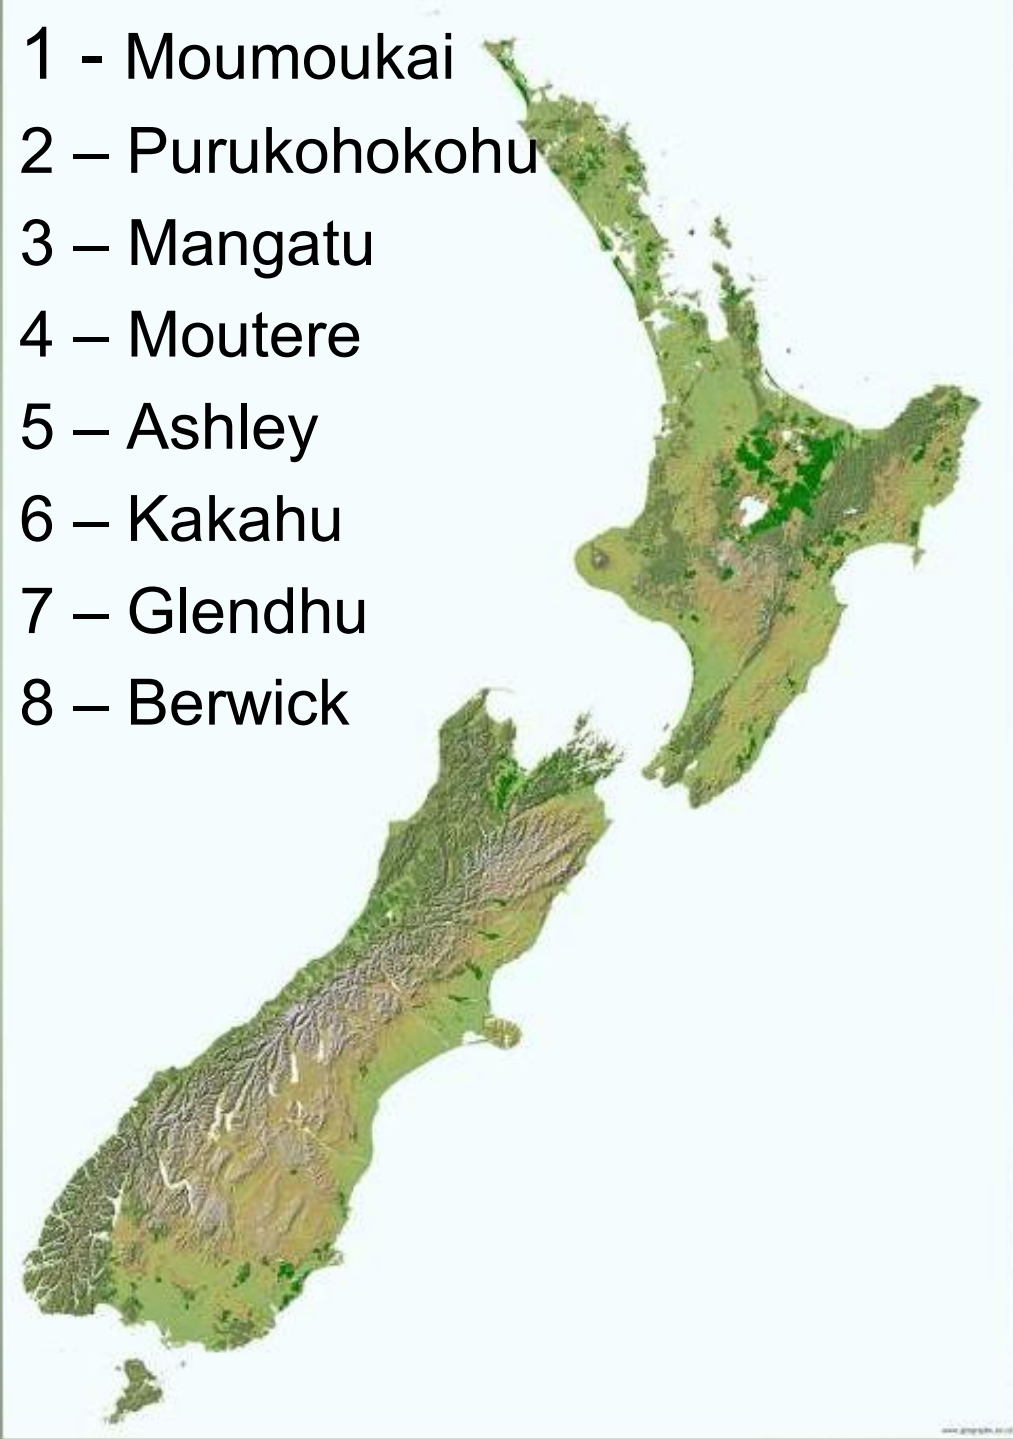 1 - Moumoukai
2 – Purukohokohu
3 – Mangatu
4 – Moutere
5 – Ashley
6 – Kakahu
7 – Glendhu
8 – Berwick